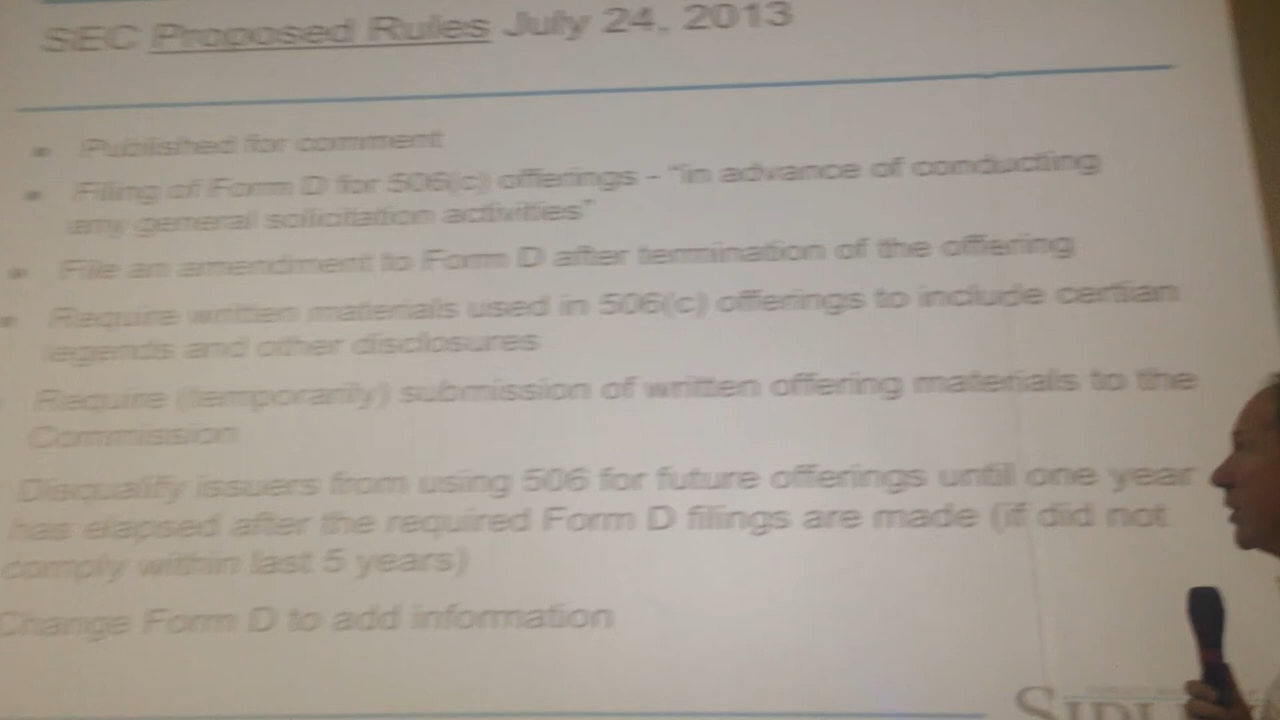 SEC Proposed Rules July 24, 2013
• Published for comment
• Filing of Form D for 506(c) offerings - "in advance of conducting
any general solicitation activities"
• File an amendment to Form D after termination of the offering
• Require written materials used in 506(c) offerings to include certian
legends and other disclosures
Require (temporarily) submission of written offering materials to the
Commission
Disqualify issuers from using 506 for future offerings until one year
has elapsed after the required Form D filings are made (if did not
comply within last 5 years)
Change Form D to add information